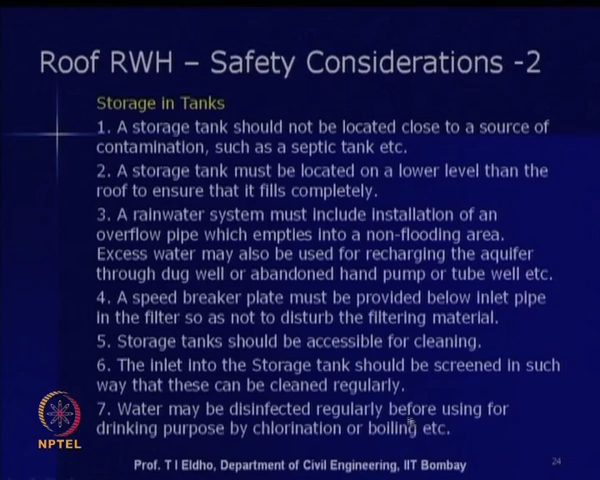 Roof RWH – Safety Considerations -2
Storage in Tanks
1. A storage tank should not be located close to a source of
contamination, such as a septic tank etc.
2. A storage tank must be located on a lower level than the
roof to ensure that it fills completely.
3. A rainwater system must include installation of an
overflow pipe which empties into a non-flooding area.
Excess water may also be used for recharging the aquifer
through dug well or abandoned hand pump or tube well etc.
4. A speed breaker plate must be provided below inlet pipe
in the filter so as not to disturb the filtering material.
5. Storage tanks should be accessible for cleaning.
6. The inlet into the Storage tank should be screened in such
way that these can be cleaned regularly.
7. Water may be disinfected regularly before using for
drinking purpose by chlorination or boiling etc.
NPTEL
Prof. T I Eldho, Department of Civil Engineering, IIT Bombay
24